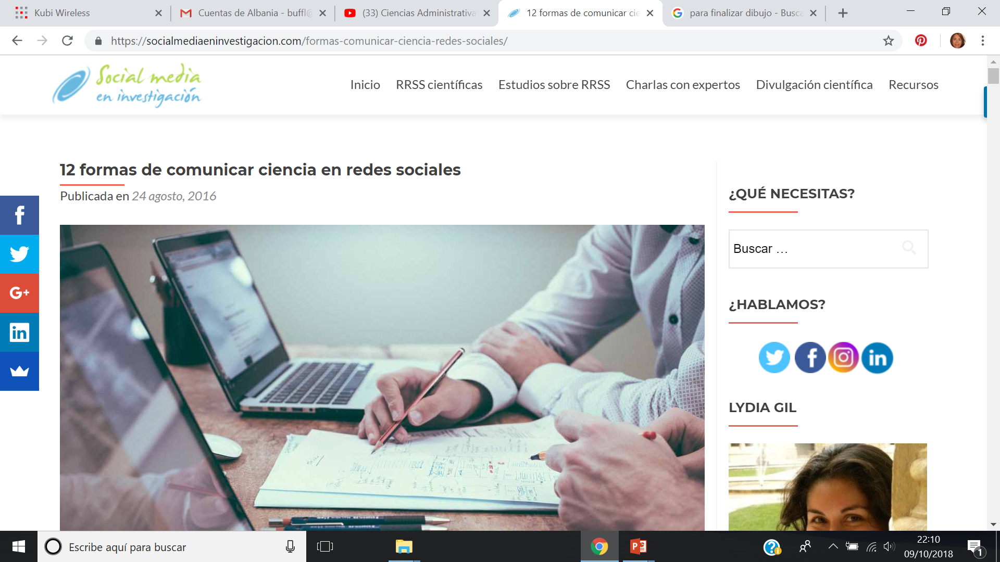 Kubi Wireless
Cuentas de Albania - buffl@
(33) Ciencias Administrativa
12 formas de comunicar cie
para finalizar dibujo - Busca
https://socialmediaeninvestigacion.com/formas-comunicar-ciencia-redes-sociales/
Social media
en investigación
Inicio
RRSS científicas
Estudios sobre RRSS
Charlas con expertos
Divulgación científica
Recursos
12 formas de comunicar ciencia en redes sociales
Publicada en 24 agosto, 2016
¿QUÉ NECESITAS?
Buscar …
¿HABLAMOS?
LYDIA GIL
Escribe aquí para buscar
22:10
09/10/2018
1